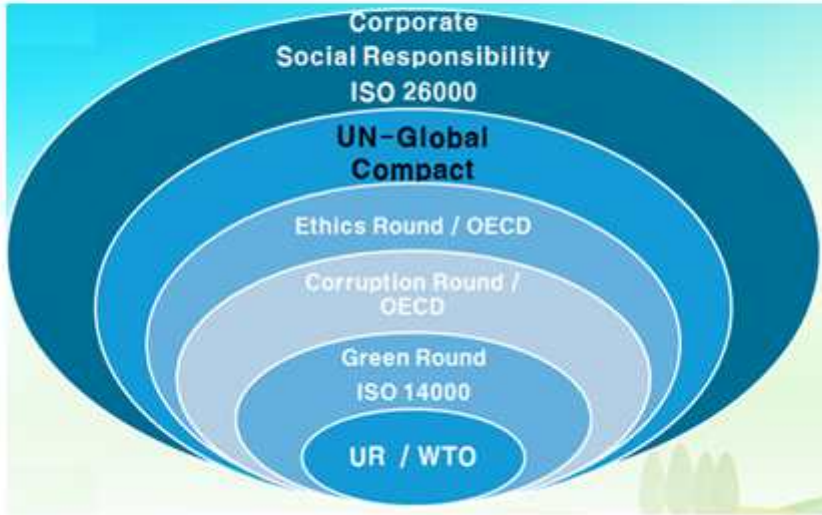 Corporate
Social Responsibility
ISO 26000
UN-Global
Compact
Ethics Round / OECD
Corruption Round /
OECD
Green Round
ISO 14000
UR / WTO